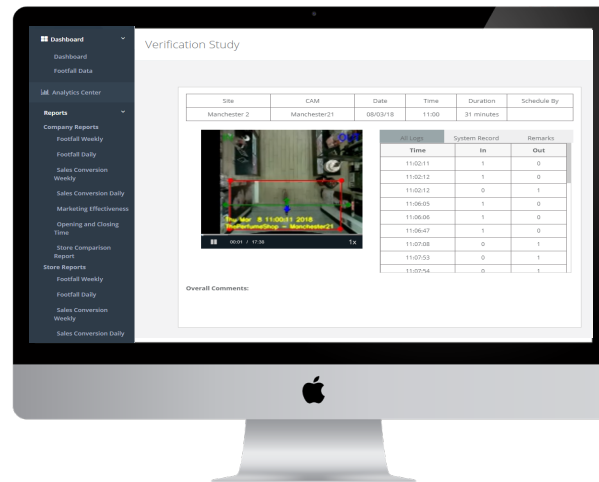 Dashboard
Dashboard
Footfall Data
Analytics Center
Reports
Company Reports
Footfall Weekly
Footfall Daily
Sales Conversion
Weekly
Sales Conversion Daily
Marketing Effectiveness
Opening and Closing
Time
Store Comparison
Report
Store Reports
Footfall Weekly
Footfall Daily
Sales Conversion
Weekly
Sales Conversion Daily
Verification Study
Site CAM Date Time Duration Schedule By
Manchester 2 Manchester21 08/03/18 11:00 31 minutes
OUT
Thu Mar 8 11:00:11 2018
ThePerfumeShop - Manchester21
00:01 / 17:36 1x
All Logs System Record Remarks
Time In Out
11:02:11 1 0
11:02:12 1 0
11:02:12 0 1
11:06:05 1 0
11:06:06 1 0
11:06:47 1 0
11:07:08 0 1
11:07:53 0 1
11:07:54 0 1
Overall Comments: